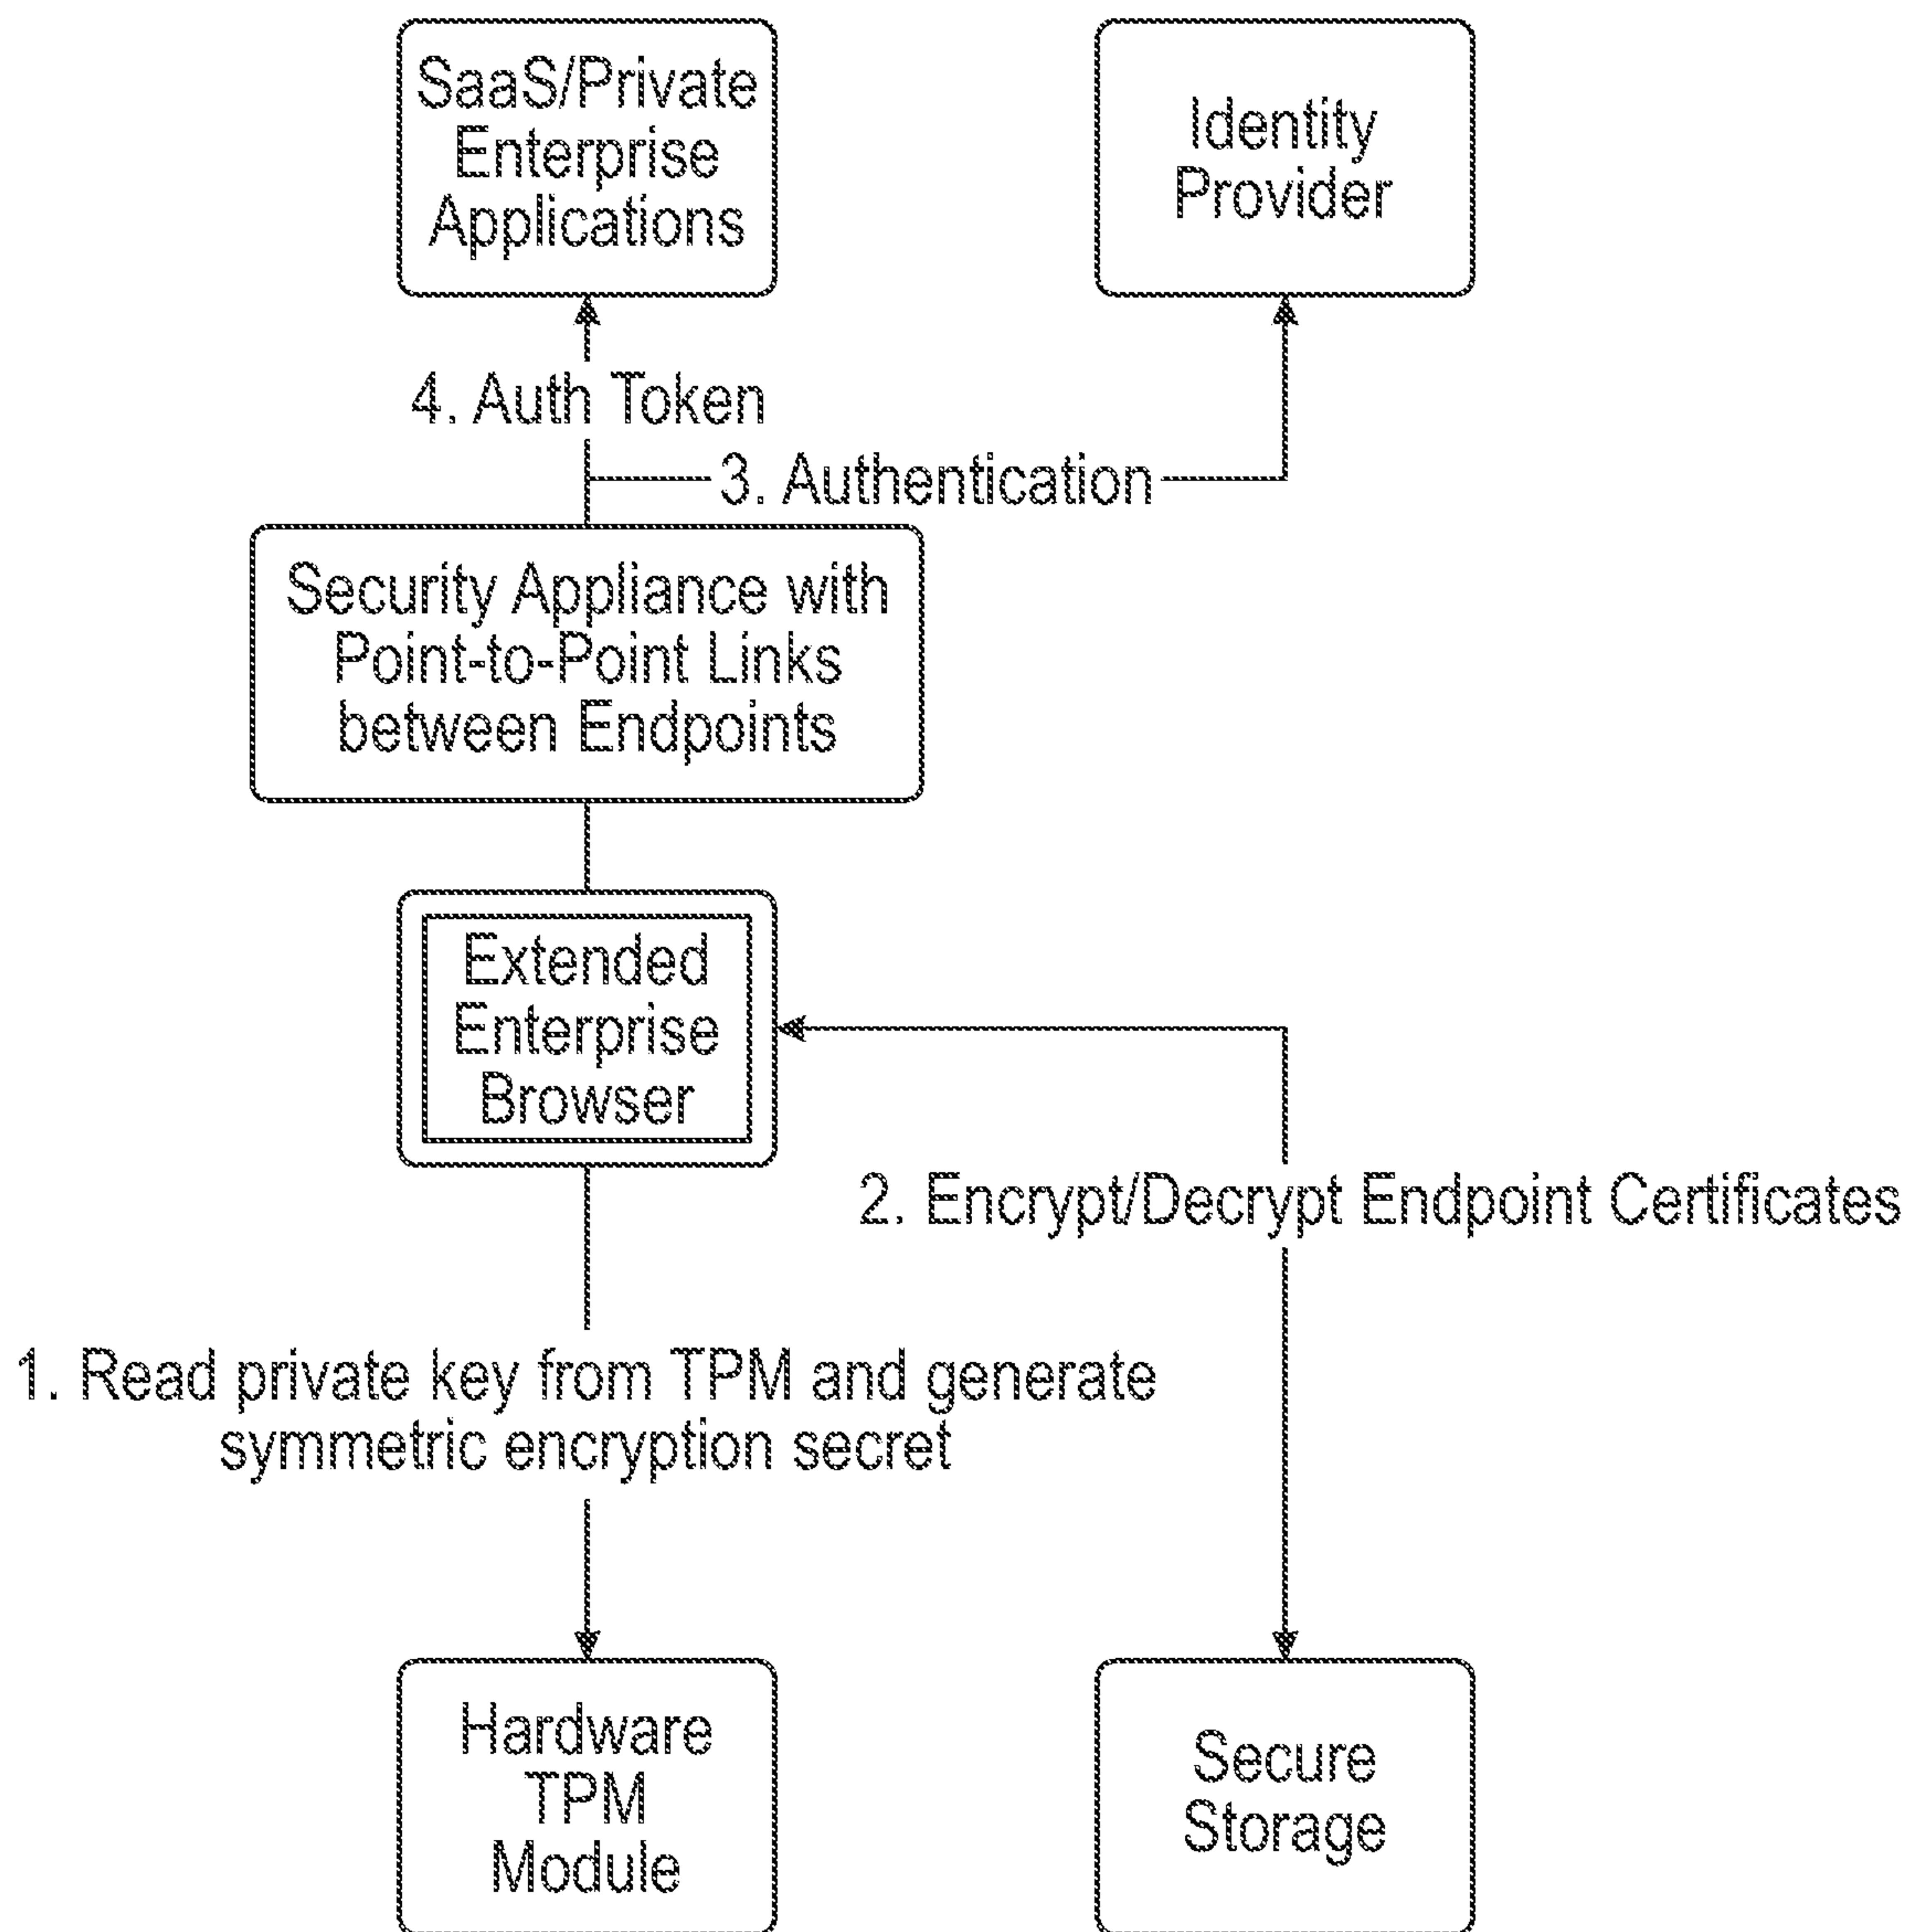 SaaS/Private
Enterprise
Applications
Identity
Provider
4. Auth Token
3. Authentication
Security Appliance with
Point-to-Point Links
between Endpoints
Extended
Enterprise
Browser
2. Encrypt/Decrypt Endpoint Certificates
1. Read private key from TPM and generate
symmetric encryption secret
Hardware
TPM
Module
Secure
Storage